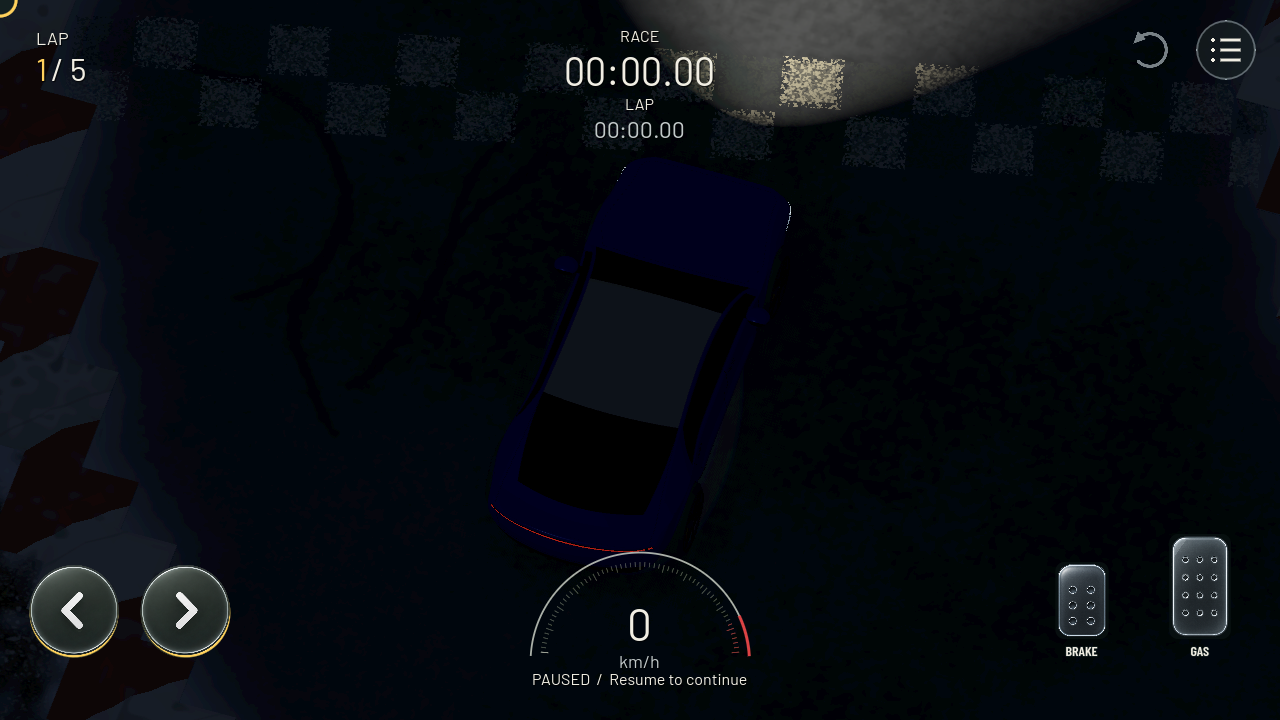 LAP
1/ 5
RACE
00:00.00
LAP
00:00.00
0
km/h
PAUSED / Resume to continue
BRAKE
GAS